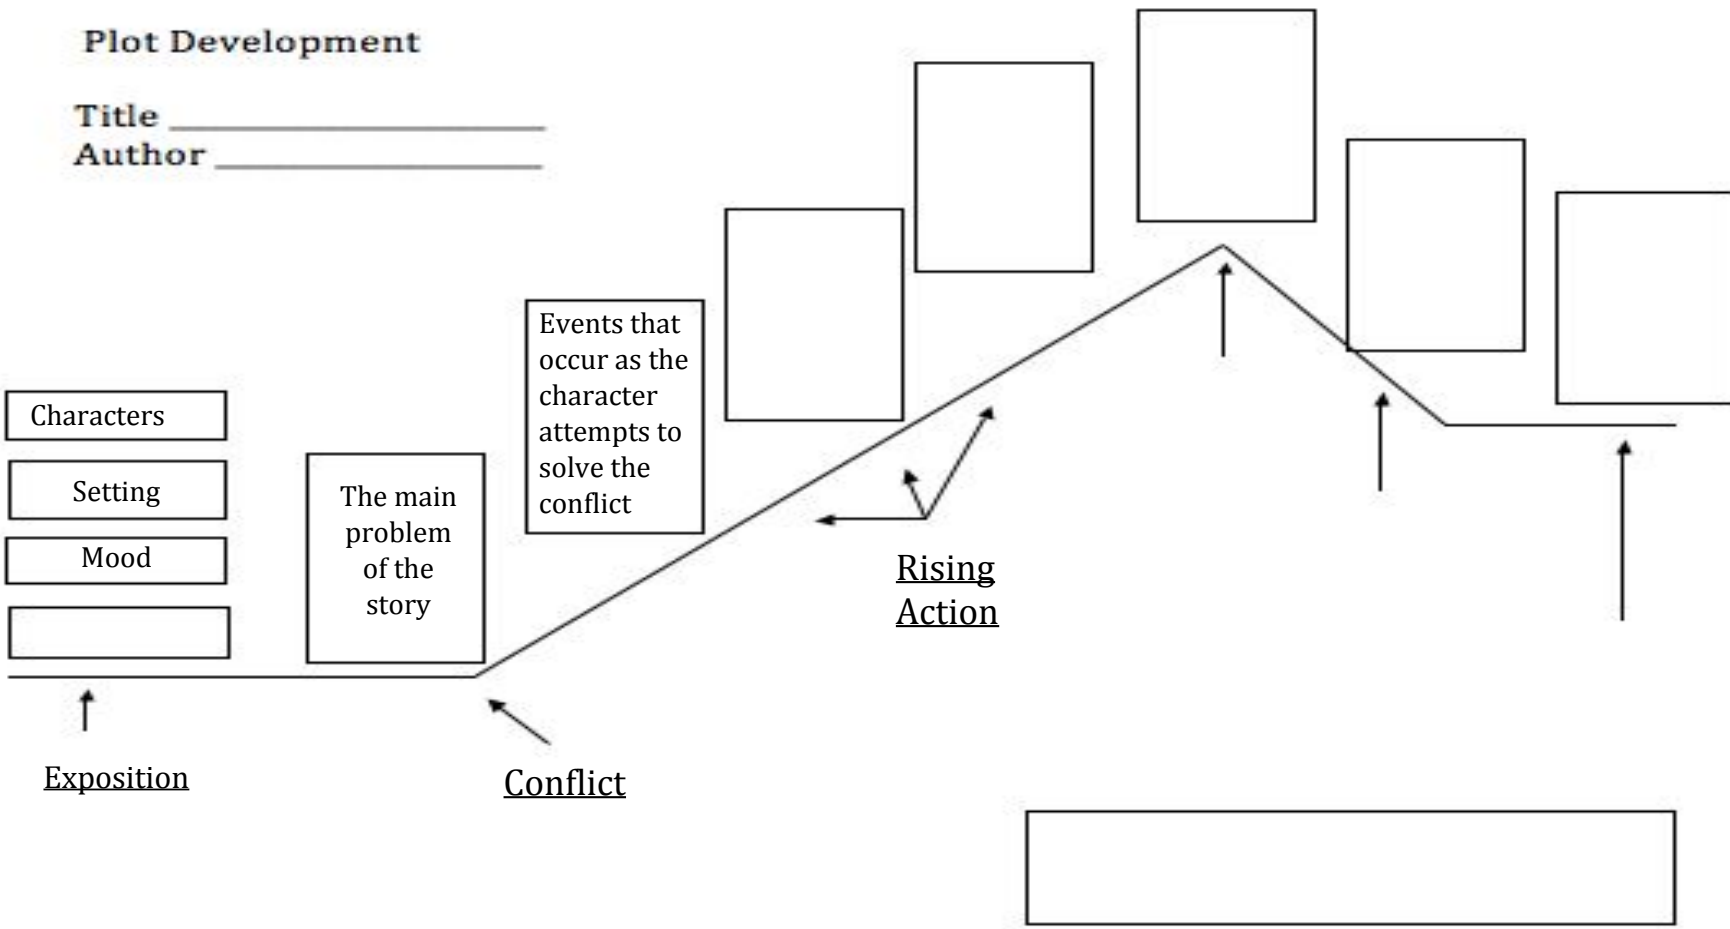 Plot Development
Title
Author
Characters
Setting
Mood
The main
problem
of the
story
Events that
occur as the
character
attempts to
solve the
conflict
Rising
Action
Exposition
Conflict